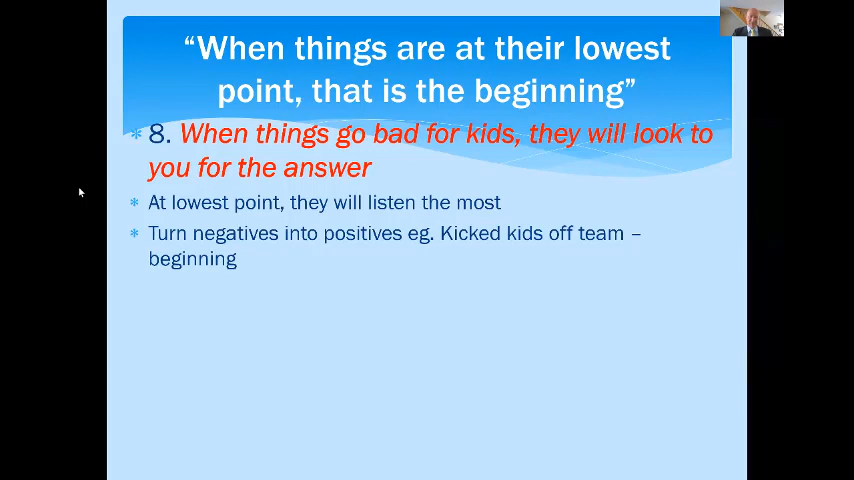 “When things are at their lowest
point, that is the beginning”
* 8. When things go bad for kids, they will look to
you for the answer
* At lowest point, they will listen the most
* Turn negatives into positives eg. Kicked kids off team –
beginning